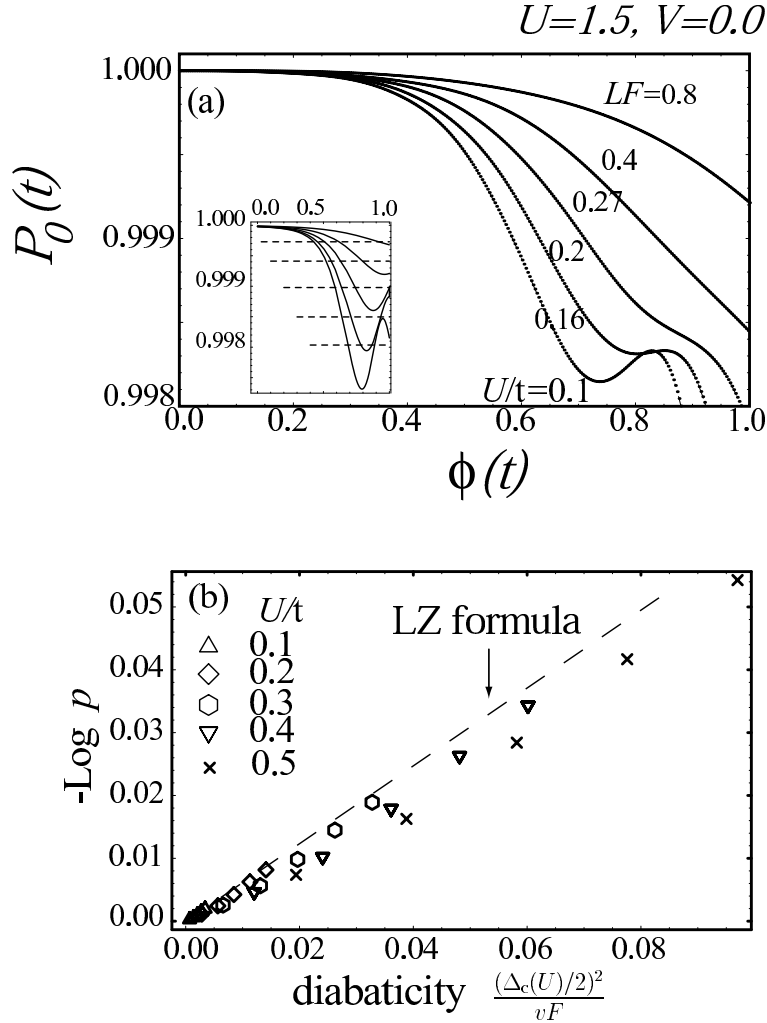 U=1.5, V=0.0
1.000
(a)
LF=0.8
0.4
0.27
0.2
0.16
U/t=0.1
P0(t)
0.999
0.998
0.0 0.5 1.0
1.000
0.999
0.998
0.0 0.2 0.4 0.6 0.8 1.0
ϕ(t)
(b)
U/t
0.1
0.2
0.3
0.4
0.5
LZ formula
-Log p
0.05
0.04
0.03
0.02
0.01
0.00
0.00 0.02 0.04 0.06 0.08
diabaticity (Δc(U)/2)²/vF